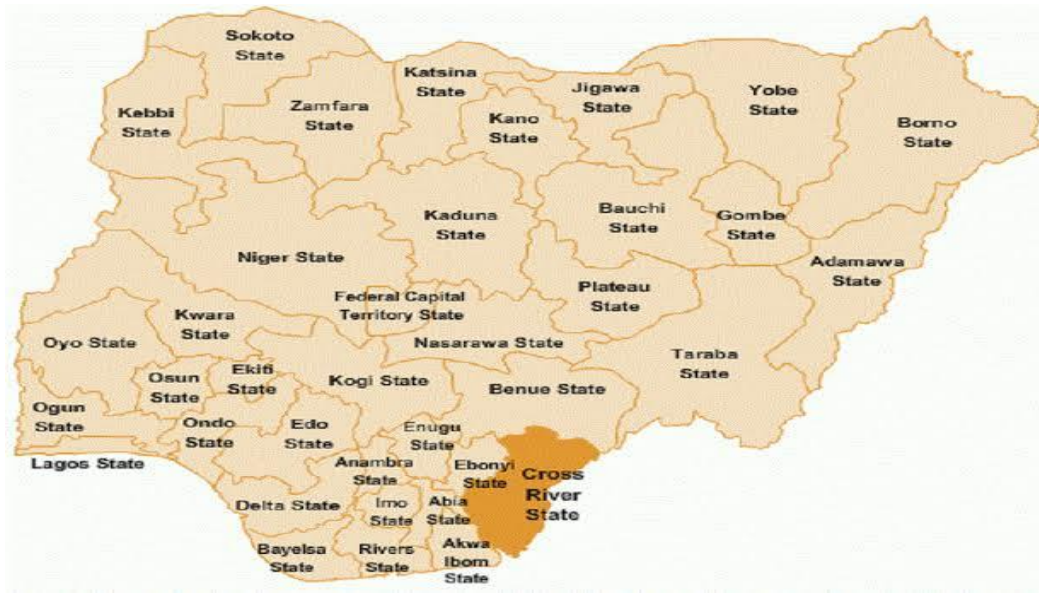 Sokoto
State
Katsina
State
Jigawa
State
Yobe
State
Kebbi
State
Zamfara
State
Kano
State
Borno
State
Kaduna
State
Bauchi
State
Gombe
State
Niger State
Adamawa
State
Federal Capital
Territory State
Plateau
State
Kwara
State
Oyo State
Nasarawa State
Taraba
State
Osun
State
Ekiti
State
Kogi State
Benue State
Ogun
State
Ondo
State
Edo
State
Enugu
State
Lagos State
Anambra
State
Ebonyi
State
Cross
River
State
Delta State
Imo
State
Abia
State
Bayelsa
State
Rivers
State
Akwa
Ibom
State